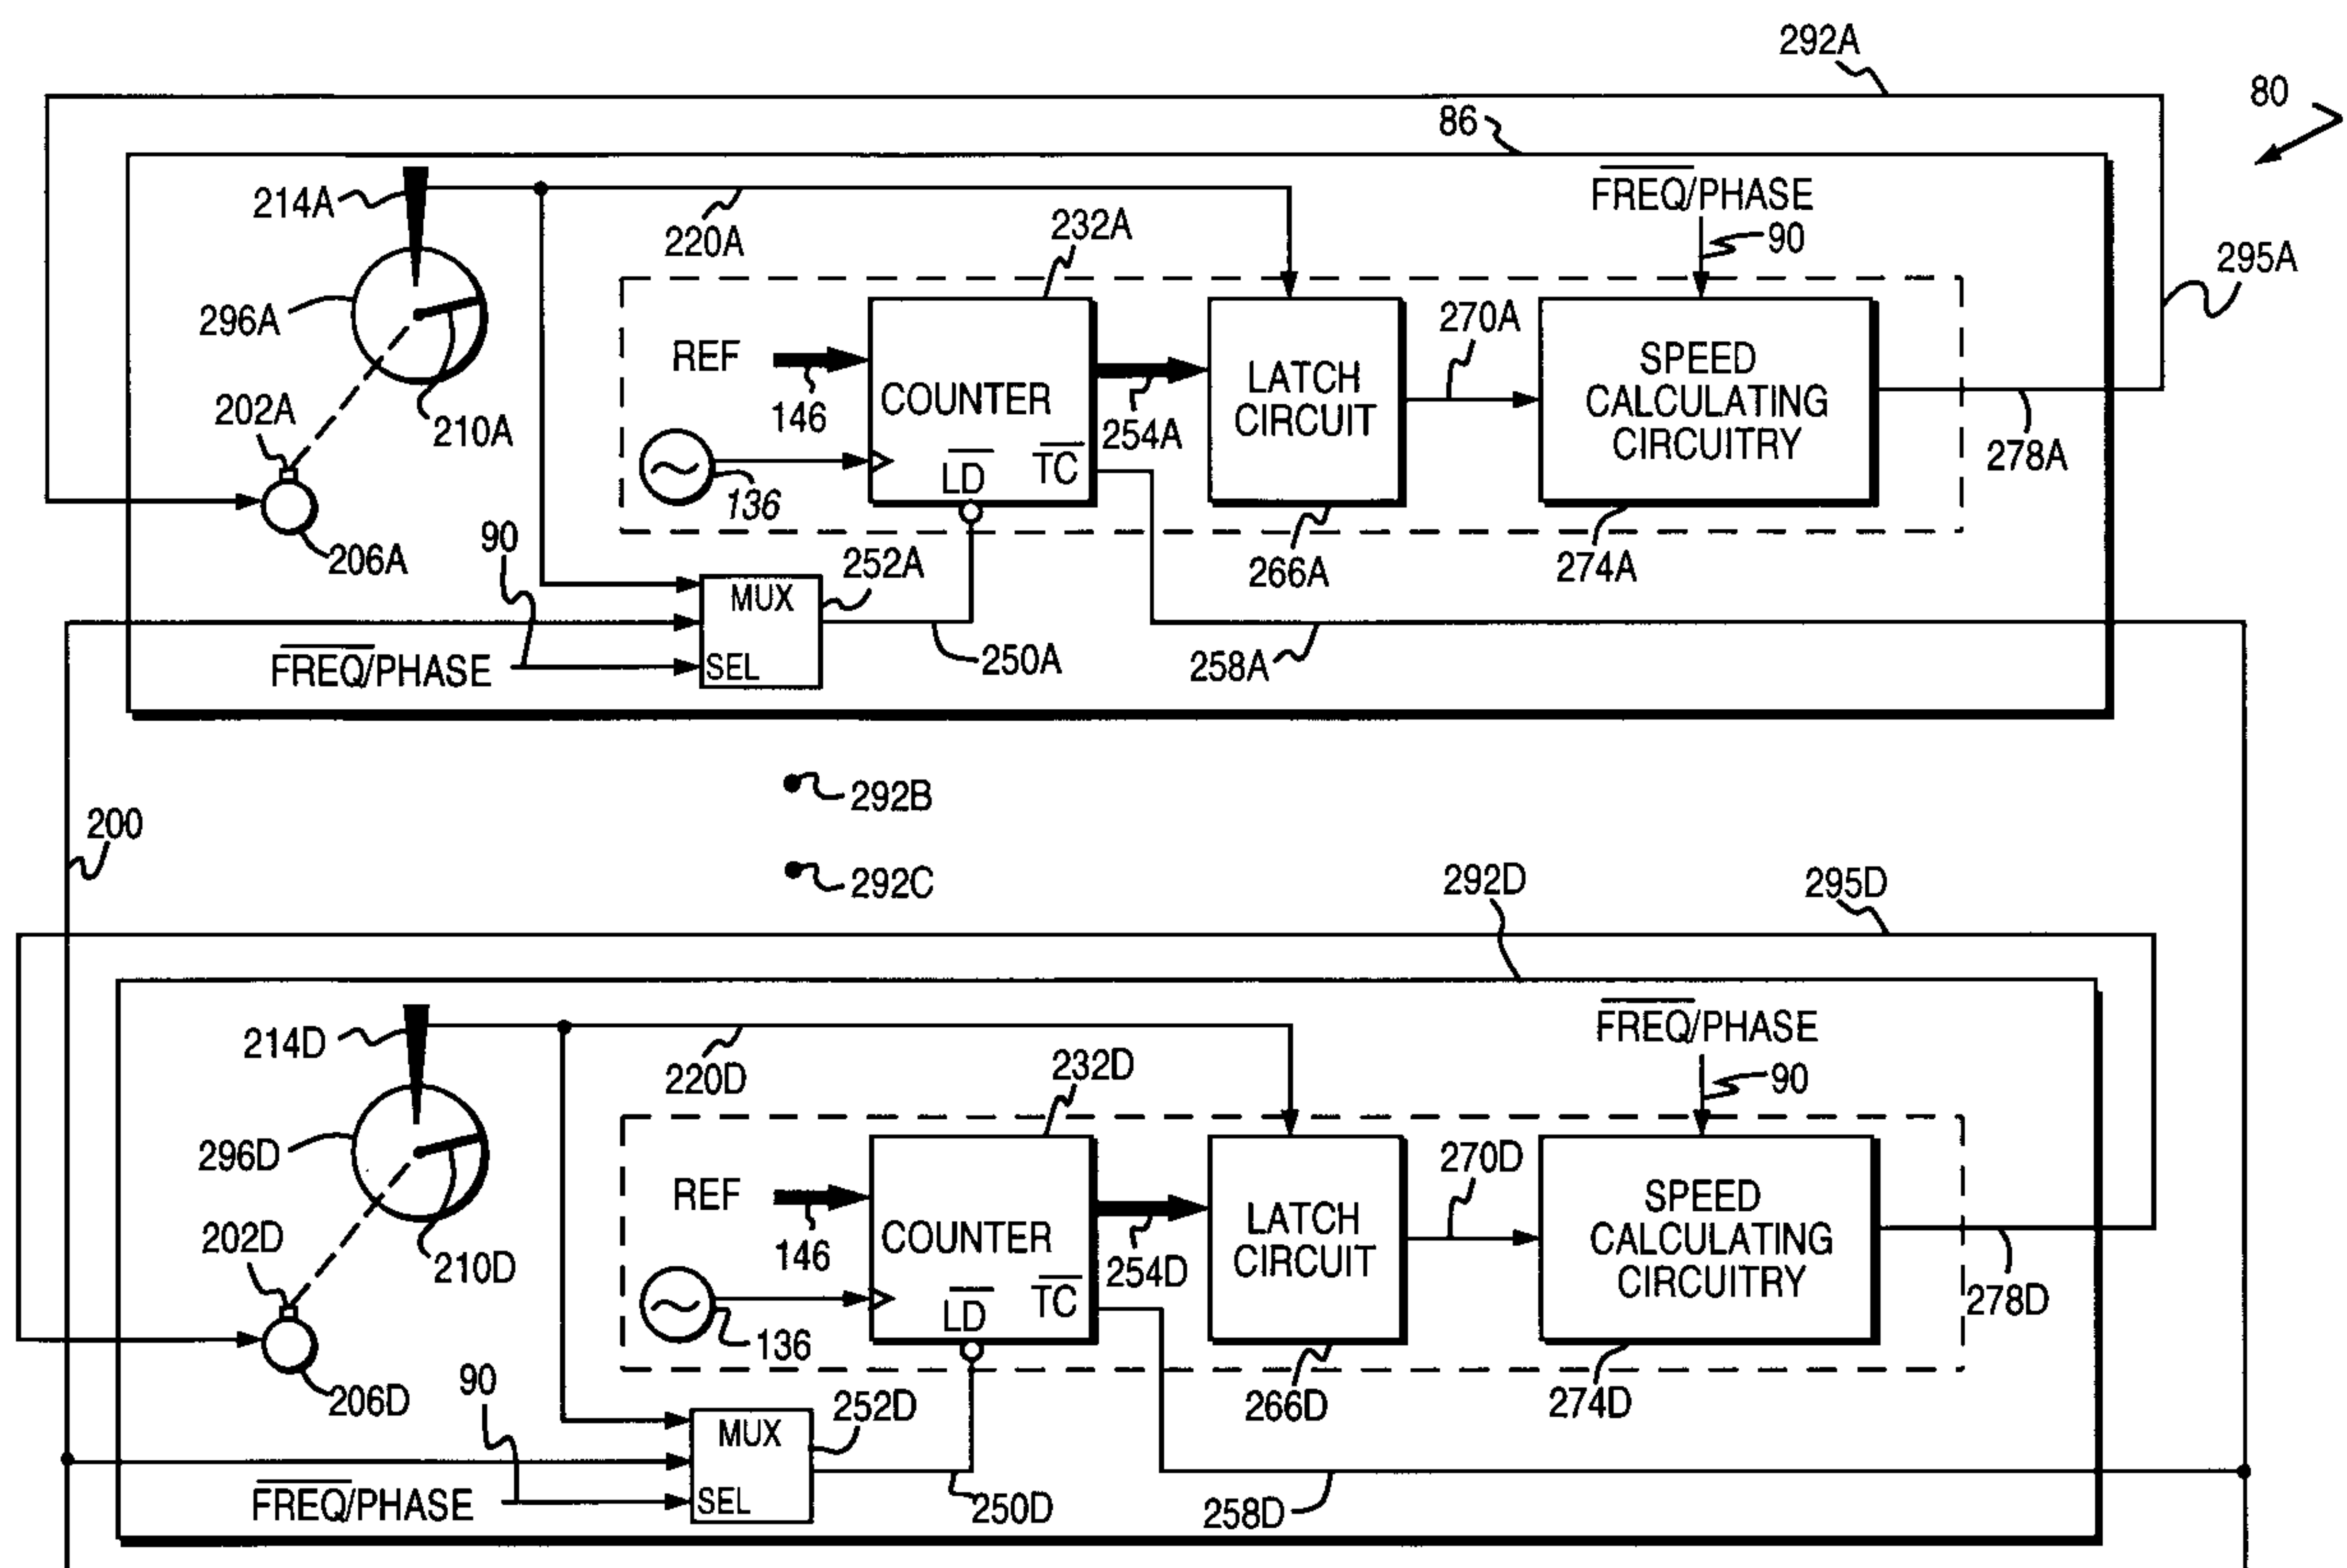 292A
80
86
214A
220A
232A
FREQ/PHASE
90
295A
296A
REF
146
COUNTER
LD
TC
136
254A
LATCH
CIRCUIT
270A
SPEED
CALCULATING
CIRCUITRY
278A
202A
210A
206A
90
MUX
SEL
252A
250A
FREQ/PHASE
258A
266A
274A
292B
292C
200
292D
295D
214D
220D
232D
FREQ/PHASE
90
296D
REF
146
COUNTER
LD
TC
136
254D
LATCH
CIRCUIT
270D
SPEED
CALCULATING
CIRCUITRY
278D
202D
210D
206D
90
MUX
SEL
252D
250D
FREQ/PHASE
258D
266D
274D